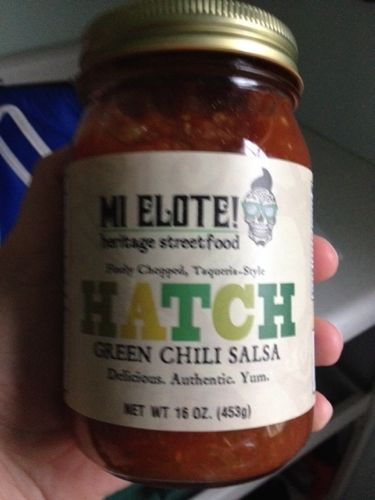 MI ELOTE!
heritage streetfood
Finely Chopped, Taqueria-Style
HATCH
GREEN CHILI SALSA
Delicious. Authentic. Yum.
NET WT 16 OZ. (453g)